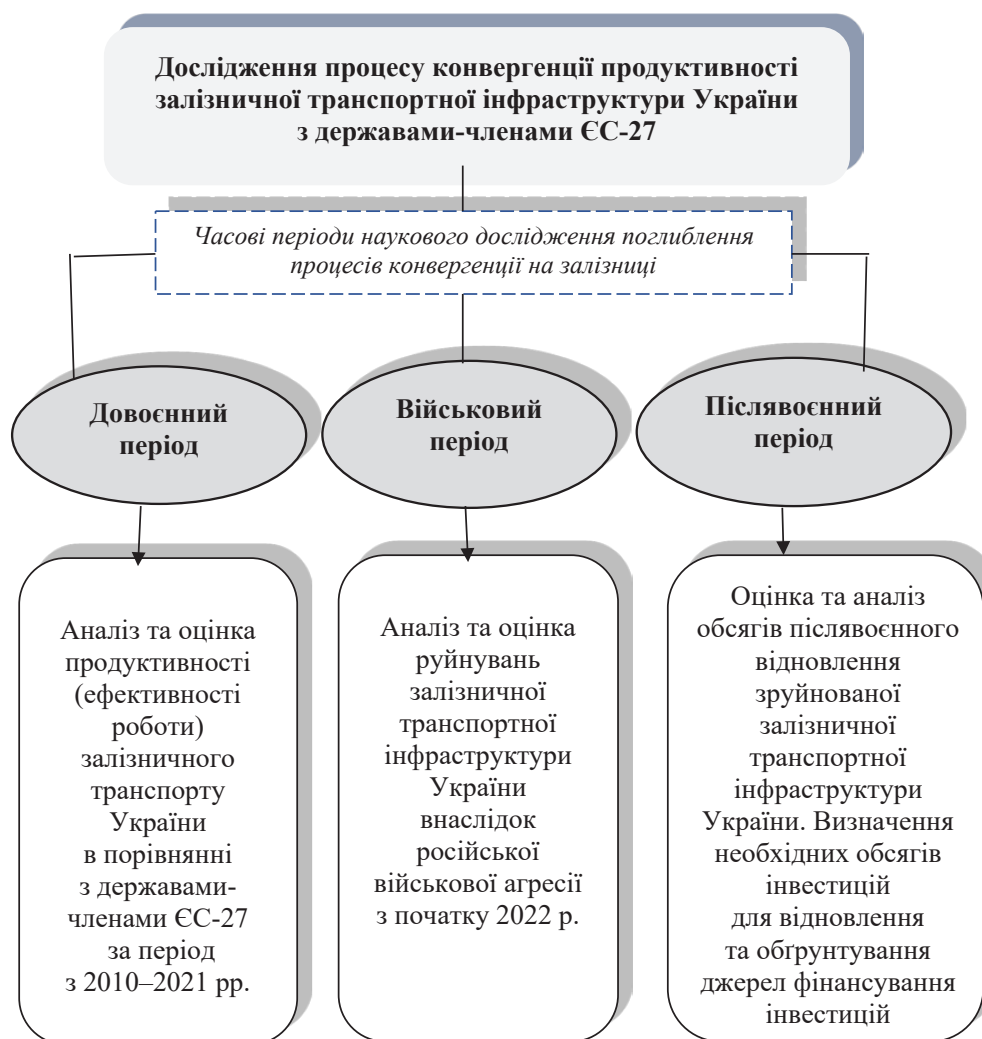 Дослідження процесу конвергенції продуктивності
залізничної транспортної інфраструктури України
з державами-членами ЄС-27
Часові періоди наукового дослідження поглиблення
процесів конвергенції на залізниці
Довоєнний
період
Військовий
період
Післявоєнний
період
Аналіз та оцінка
продуктивності
(ефективності
роботи)
залізничного
транспорту
України
в порівнянні
з державами-
членами ЄС-27
за період
з 2010–2021 рр.
Аналіз та оцінка
руйнувань
залізничної
транспортної
інфраструктури
України
внаслідок
російської
військової агресії
з початку 2022 р.
Оцінка та аналіз
обсягів післявоєнного
відновлення
зруйнованої
залізничної
транспортної
інфраструктури
України. Визначення
необхідних обсягів
інвестицій
для відновлення
та обґрунтування
джерел фінансування
інвестицій